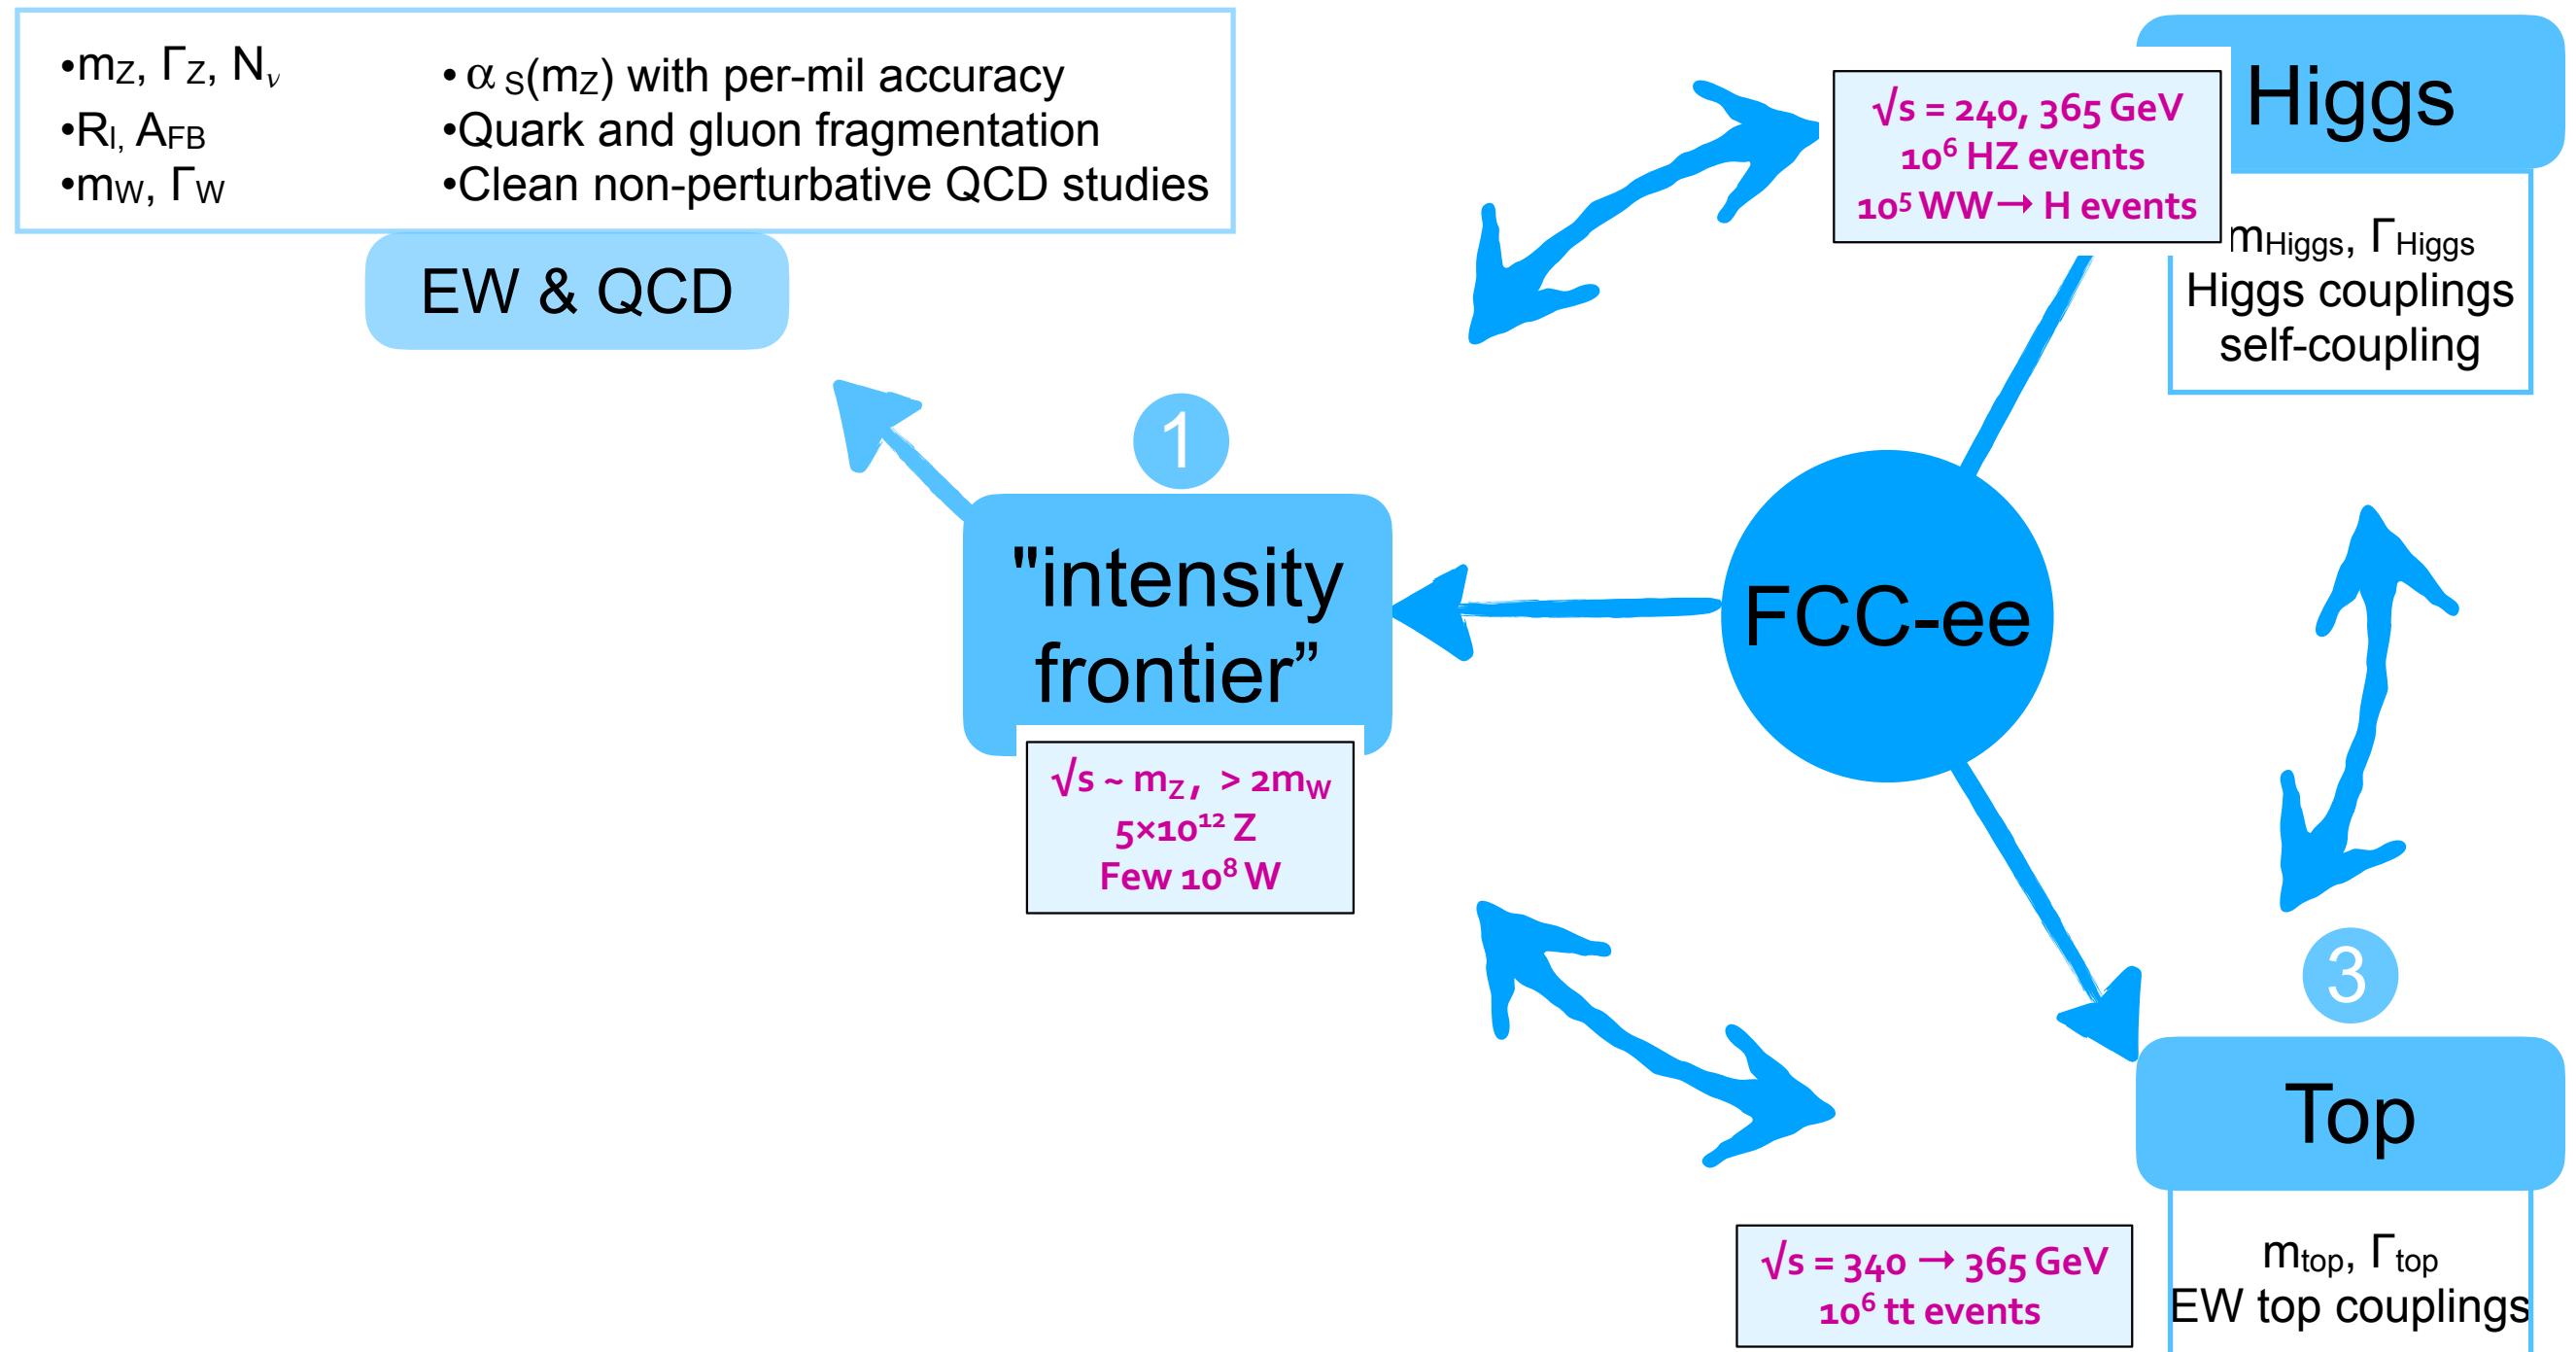 •mZ, ΓZ, Nν
•Rl, AFB
•mW, ΓW
•αS(mZ) with per-mil accuracy
•Quark and gluon fragmentation
•Clean non-perturbative QCD studies
EW & QCD
√s = 240, 365 GeV
10⁶ HZ events
10⁵ WW→ H events
Higgs
mHiggs, ΓHiggs
Higgs couplings
self-coupling
1
"intensity
frontier”
√s ~ mZ, > 2mW
5×10¹² Z
Few 10⁸ W
FCC-ee
3
Top
√s = 340 → 365 GeV
10⁶ tt events
mtop, Γtop
EW top couplings